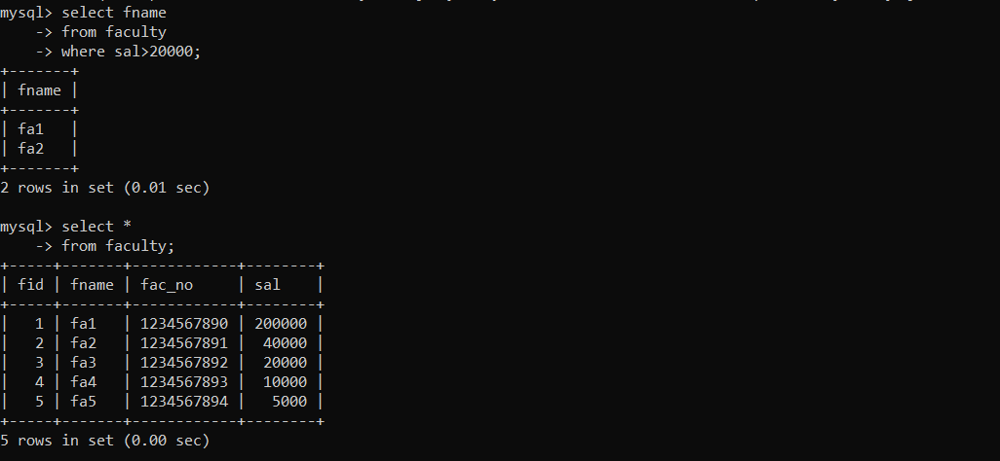 mysql> select fname
    -> from faculty
    -> where sal>20000;
+-------+
| fname |
+-------+
| fa1   |
| fa2   |
+-------+
2 rows in set (0.01 sec)

mysql> select *
    -> from faculty;
+-----+-------+------------+--------+
| fid | fname | fac_no     | sal    |
+-----+-------+------------+--------+
|   1 | fa1   | 1234567890 | 200000 |
|   2 | fa2   | 1234567891 |  40000 |
|   3 | fa3   | 1234567892 |  20000 |
|   4 | fa4   | 1234567893 |  10000 |
|   5 | fa5   | 1234567894 |   5000 |
+-----+-------+------------+--------+
5 rows in set (0.00 sec)